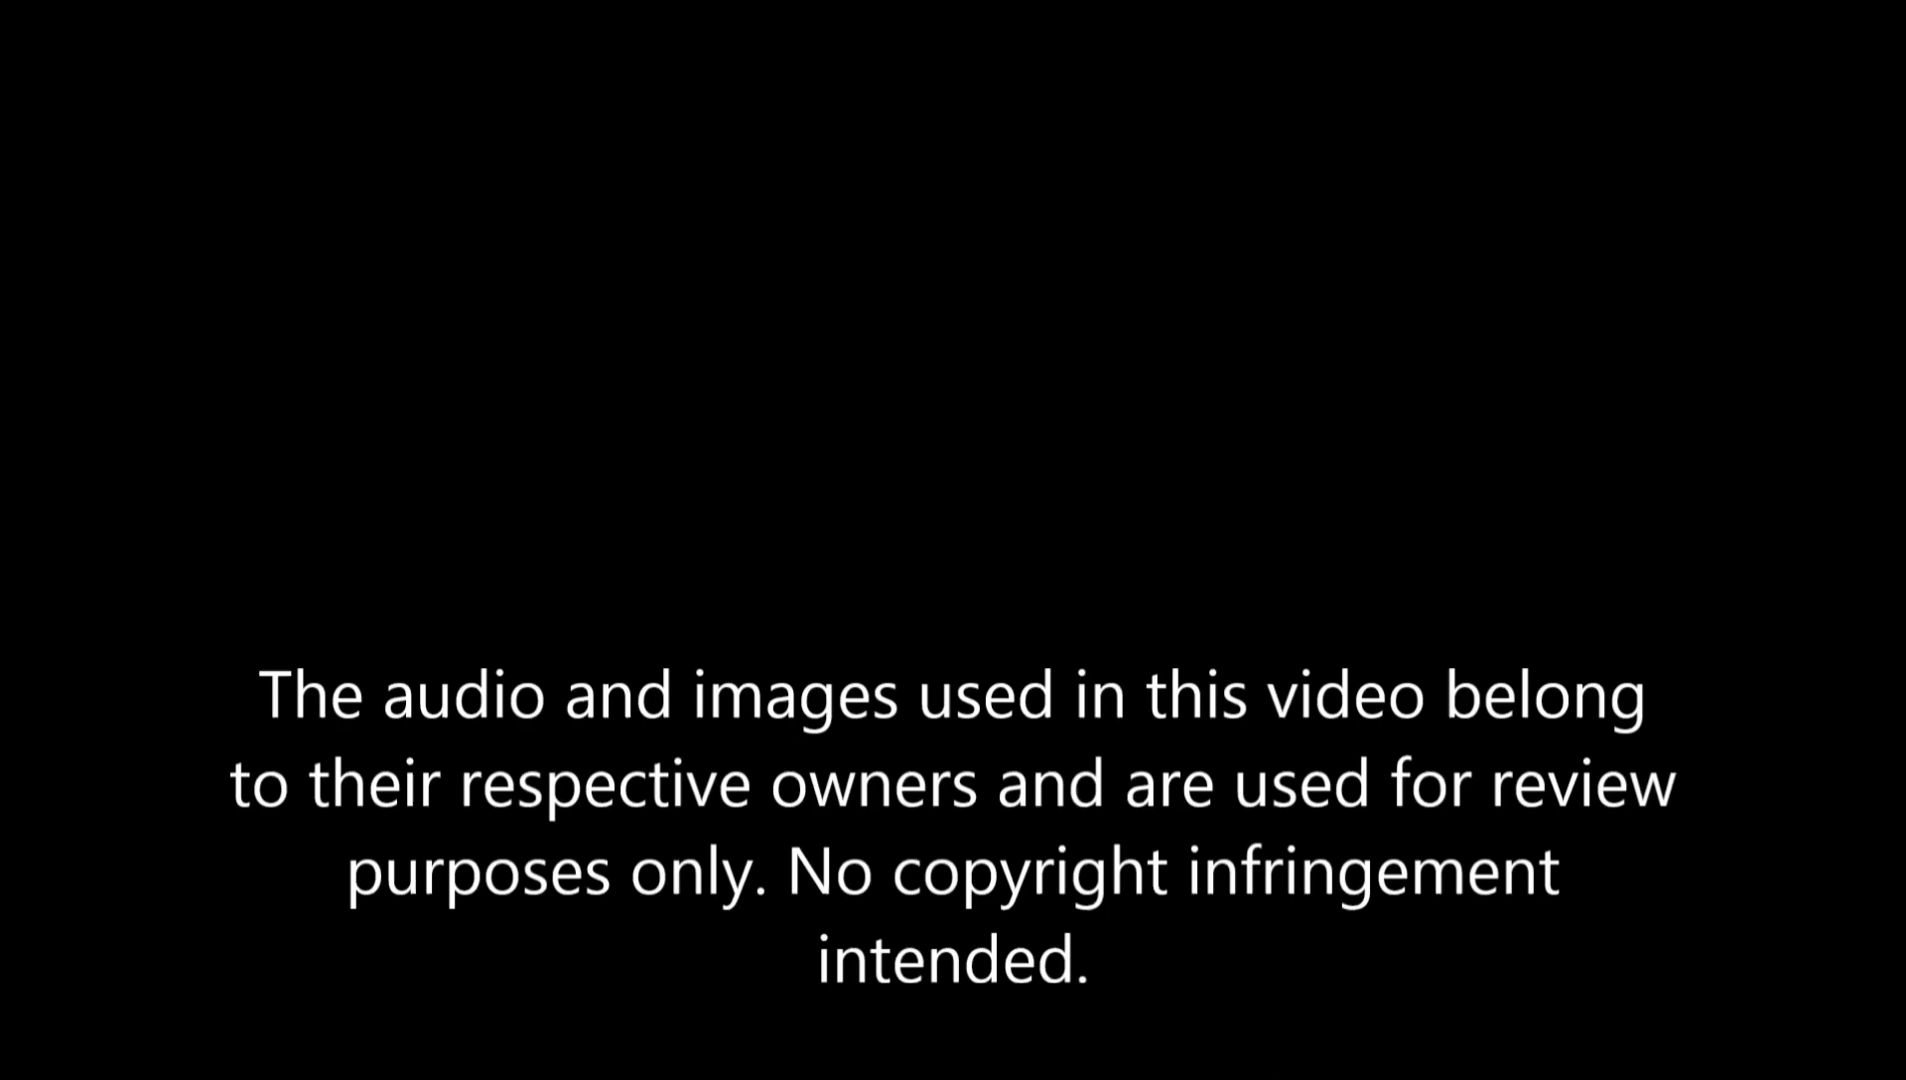 The audio and images used in this video belong
to their respective owners and are used for review
purposes only. No copyright infringement
intended.